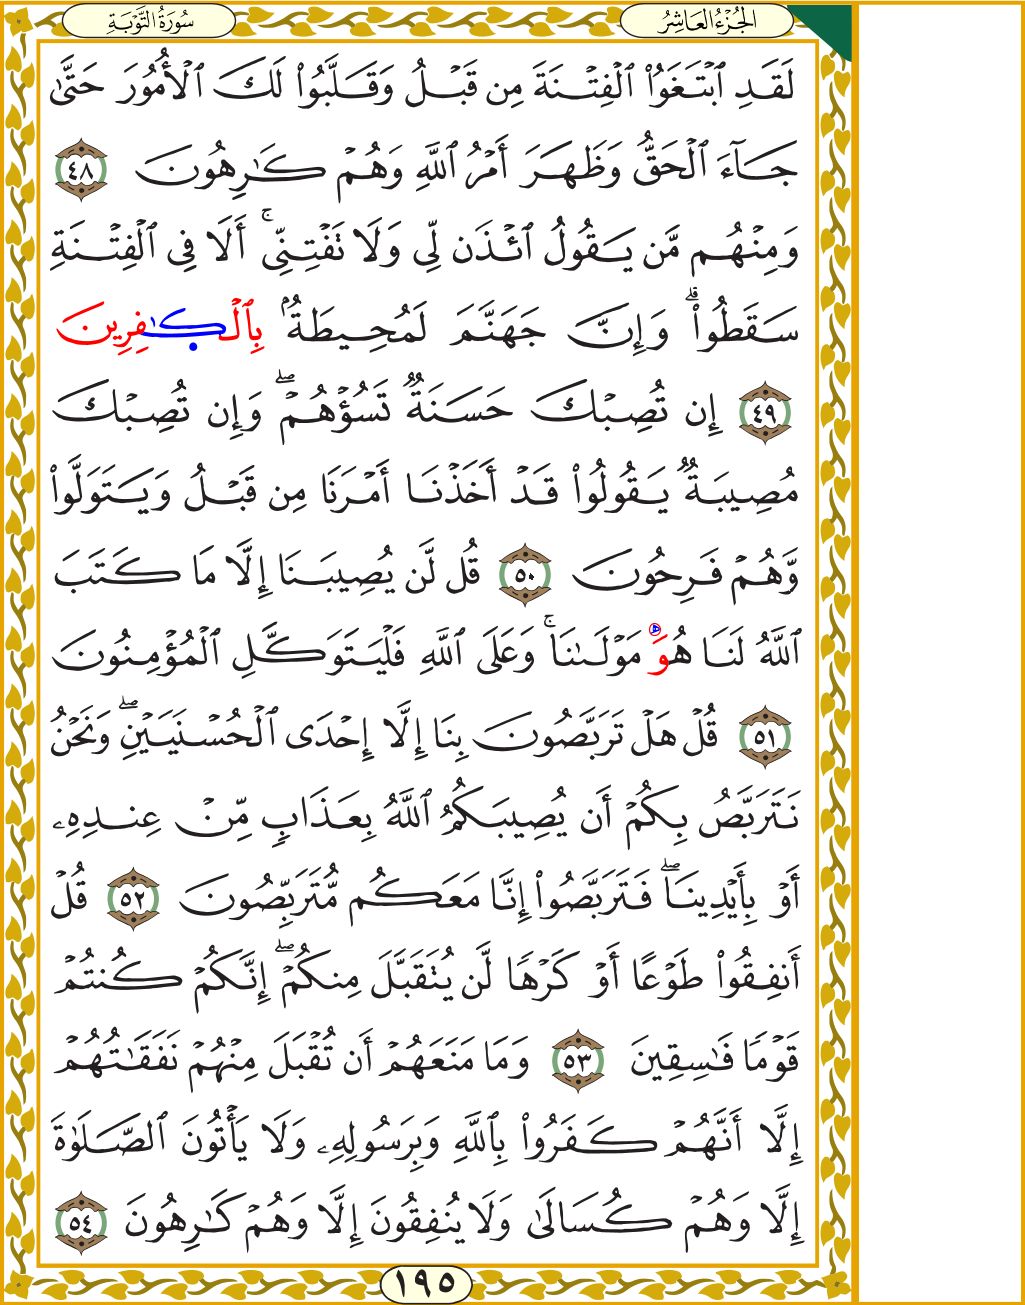 الجُزْءُ العَاشِرُ
سُورَةُ التَّوْبَةِ
لَقَدِ ٱبْتَغَوُاْ ٱلْفِتْنَةَ مِن قَبْلُ وَقَلَّبُواْ لَكَ ٱلْأُمُورَ حَتَّىٰ
جَآءَ ٱلْحَقُّ وَظَهَرَ أَمْرُ ٱللَّهِ وَهُمْ كَٰرِهُونَ ٤٨
وَمِنْهُم مَّن يَقُولُ ٱئْذَن لِّى وَلَا تَفْتِنِّىٓ ۚ أَلَا فِى ٱلْفِتْنَةِ
سَقَطُواْ ۗ وَإِنَّ جَهَنَّمَ لَمُحِيطَةٌۢ بِٱلْكَٰفِرِينَ
٤٩ إِن تُصِبْكَ حَسَنَةٌ تَسُؤْهُمْ ۖ وَإِن تُصِبْكَ
مُصِيبَةٌ يَقُولُواْ قَدْ أَخَذْنَا أَمْرَنَا مِن قَبْلُ وَيَتَوَلَّواْ
وَّهُمْ فَرِحُونَ ٥٠ قُل لَّن يُصِيبَنَا إِلَّا مَا كَتَبَ
ٱللَّهُ لَنَا هُوَ مَوْلَىٰنَا ۚ وَعَلَى ٱللَّهِ فَلْيَتَوَكَّلِ ٱلْمُؤْمِنُونَ
٥١ قُلْ هَلْ تَرَبَّصُونَ بِنَا إِلَّا إِحْدَى ٱلْحُسْنَيَيْنِ ۖ وَنَحْنُ
نَتَرَبَّصُ بِكُمْ أَن يُصِيبَكُمُ ٱللَّهُ بِعَذَابٍ مِّنْ عِندِهِۦ
أَوْ بِأَيْدِينَا ۖ فَتَرَبَّصُواْ إِنَّا مَعَكُم مُّتَرَبِّصُونَ ٥٢ قُلْ
أَنفِقُواْ طَوْعًا أَوْ كَرْهًا لَّن يُتَقَبَّلَ مِنكُمْ ۖ إِنَّكُمْ كُنتُمْ
قَوْمًا فَٰسِقِينَ ٥٣ وَمَا مَنَعَهُمْ أَن تُقْبَلَ مِنْهُمْ نَفَقَٰتُهُمْ
إِلَّا أَنَّهُمْ كَفَرُواْ بِٱللَّهِ وَبِرَسُولِهِۦ وَلَا يَأْتُونَ ٱلصَّلَوٰةَ
إِلَّا وَهُمْ كُسَالَىٰ وَلَا يُنفِقُونَ إِلَّا وَهُمْ كَٰرِهُونَ ٥٤
١٩٥